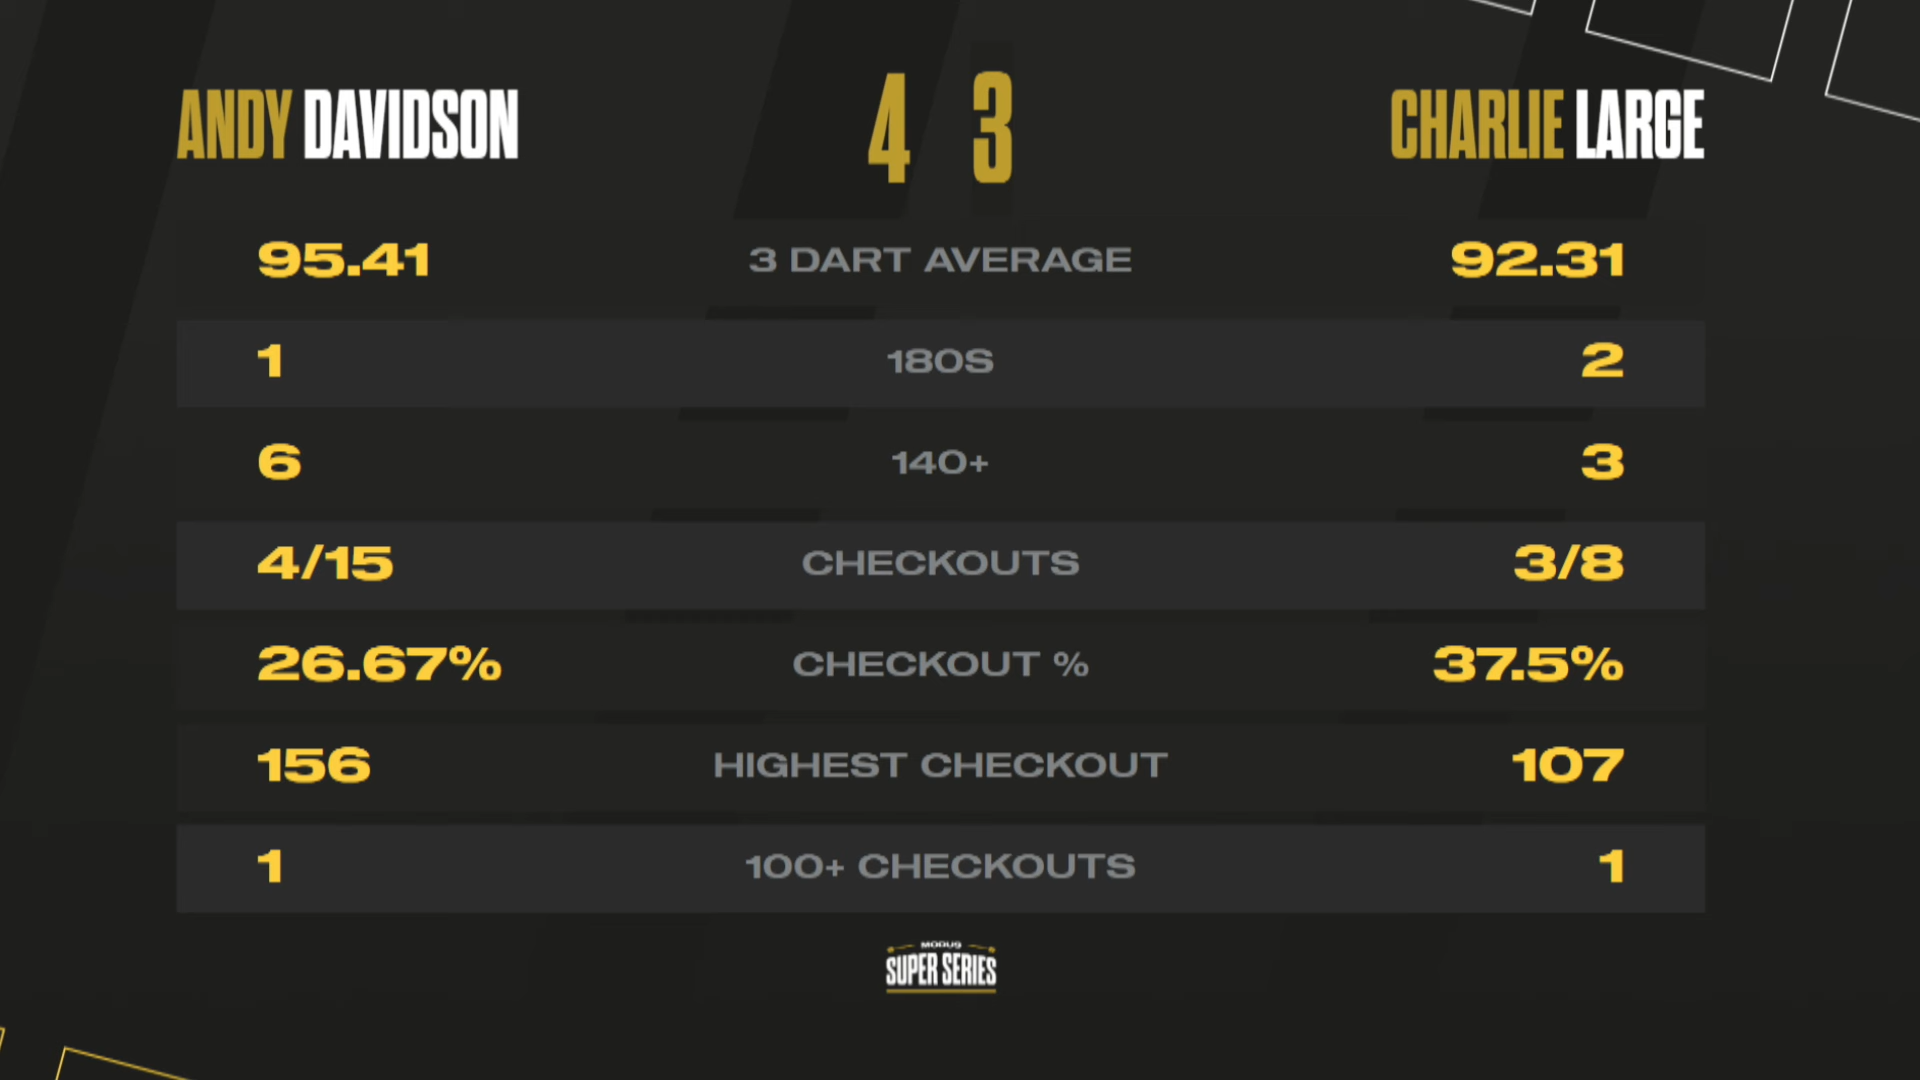 ANDY DAVIDSON 4 3 CHARLIE LARGE
95.41 3 DART AVERAGE 92.31
1 180S 2
6 140+ 3
4/15 CHECKOUTS 3/8
26.67% CHECKOUT % 37.5%
156 HIGHEST CHECKOUT 107
1 100+ CHECKOUTS 1
MODUS
SUPER SERIES